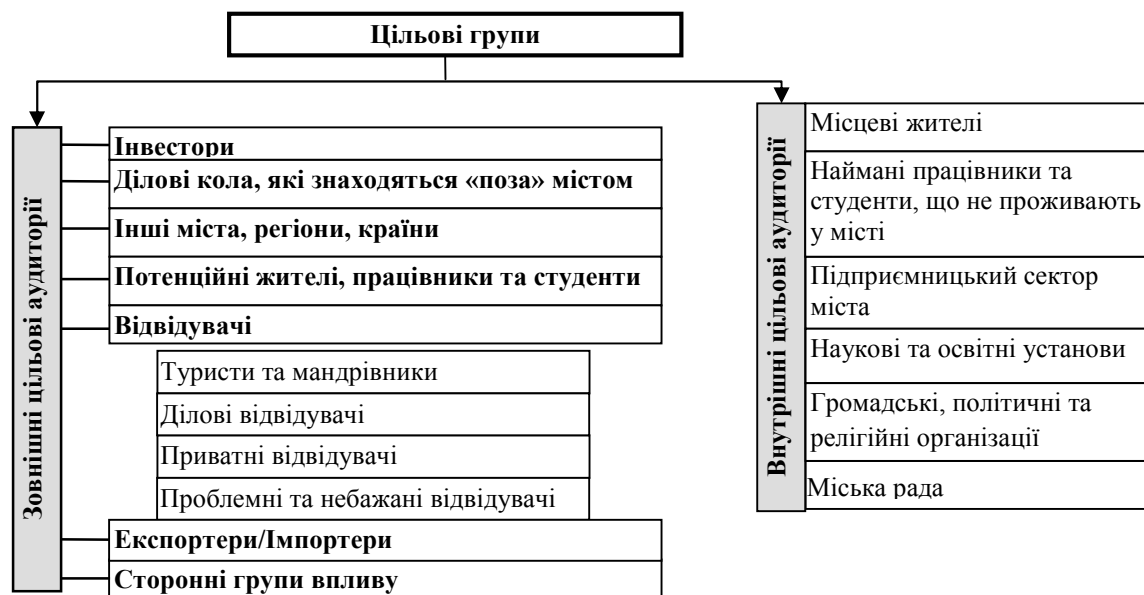 Цільові групи
Зовнішні цільові аудиторії
Інвестори
Ділові кола, які знаходяться «поза» містом
Інші міста, регіони, країни
Потенційні жителі, працівники та студенти
Відвідувачі
Туристи та мандрівники
Ділові відвідувачі
Приватні відвідувачі
Проблемні та небажані відвідувачі
Експортери/Імпортери
Сторонні групи впливу
Внутрішні цільові аудиторії
Місцеві жителі
Наймані працівники та
студенти, що не проживають
у місті
Підприємницький сектор
міста
Наукові та освітні установи
Громадські, політичні та
релігійні організації
Міська рада